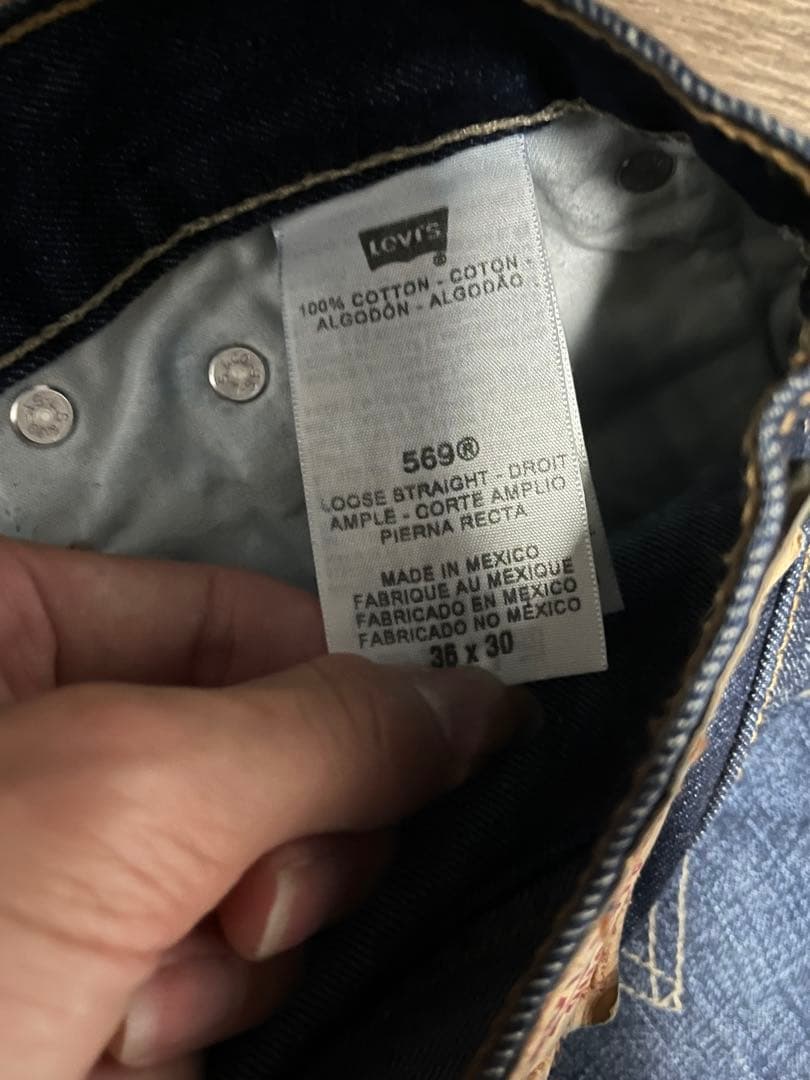 Levi's®
100% COTTON - COTON -
ALGODÓN - ALGODÃO
569®
LOOSE STRAIGHT - DROIT
AMPLE - CORTE AMPLIO
PIERNA RECTA
MADE IN MEXICO
FABRIQUE AU MEXIQUE
FABRICADO EN MÉXICO
FABRICADO NO MÉXICO
36 x 30